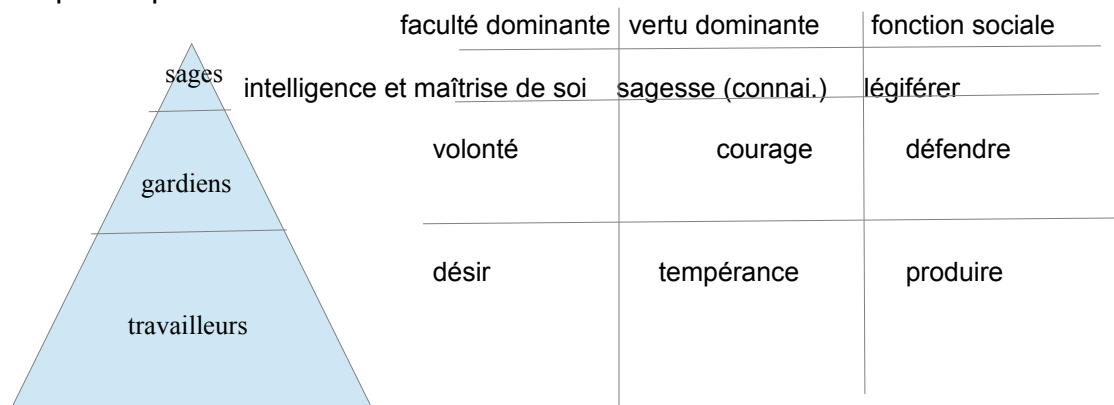 faculté dominante vertu dominante fonction sociale
sages intelligence et maîtrise de soi sagesse (connai.) légiférer
gardiens volonté courage défendre
travailleurs désir tempérance produire